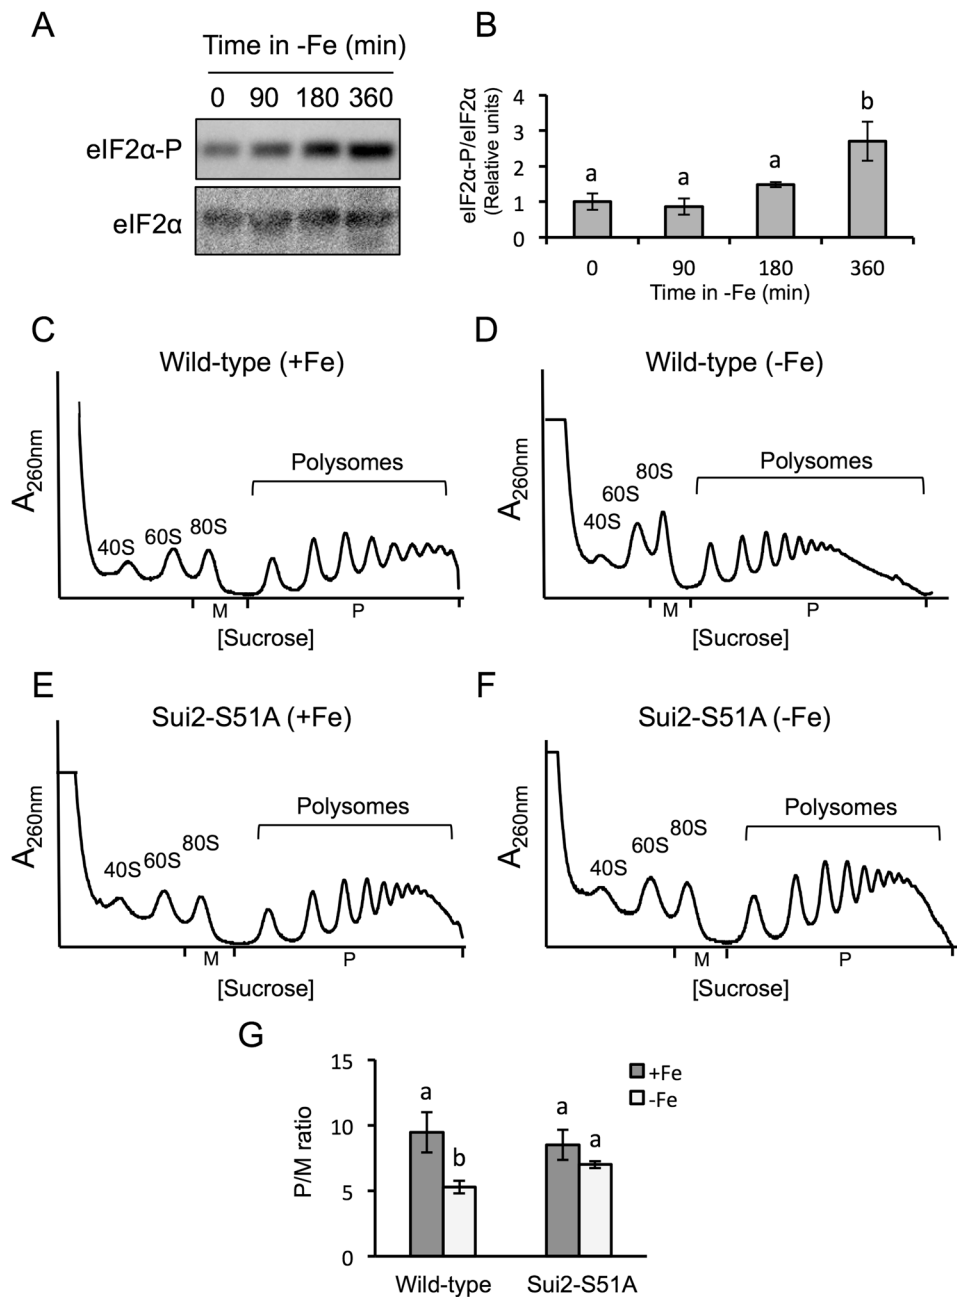 A
Time in -Fe (min)
0 90 180 360
eIF2α-P
eIF2α
B
eIF2α-P/eIF2α
(Relative units)
4
3
2
1
0
a a a b
0 90 180 360
Time in -Fe (min)
C
Wild-type (+Fe)
A260nm
40S 60S 80S
Polysomes
M P
[Sucrose]
D
Wild-type (-Fe)
A260nm
40S 60S 80S
Polysomes
M P
[Sucrose]
E
Sui2-S51A (+Fe)
A260nm
40S 60S 80S
Polysomes
M P
[Sucrose]
F
Sui2-S51A (-Fe)
A260nm
40S 60S 80S
Polysomes
M P
[Sucrose]
G
P/M ratio
15
10
5
0
a b a a
+Fe
-Fe
Wild-type Sui2-S51A